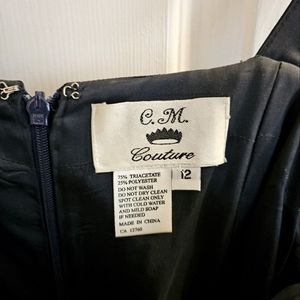 C.M.
Couture
12
75% TRIACETATE
25% POLYESTER
DO NOT WASH
DO NOT DRY CLEAN
SPOT CLEAN ONLY
WITH COLD WATER
AND MILD SOAP
IF NEEDED
MADE IN CHINA
CA 13760